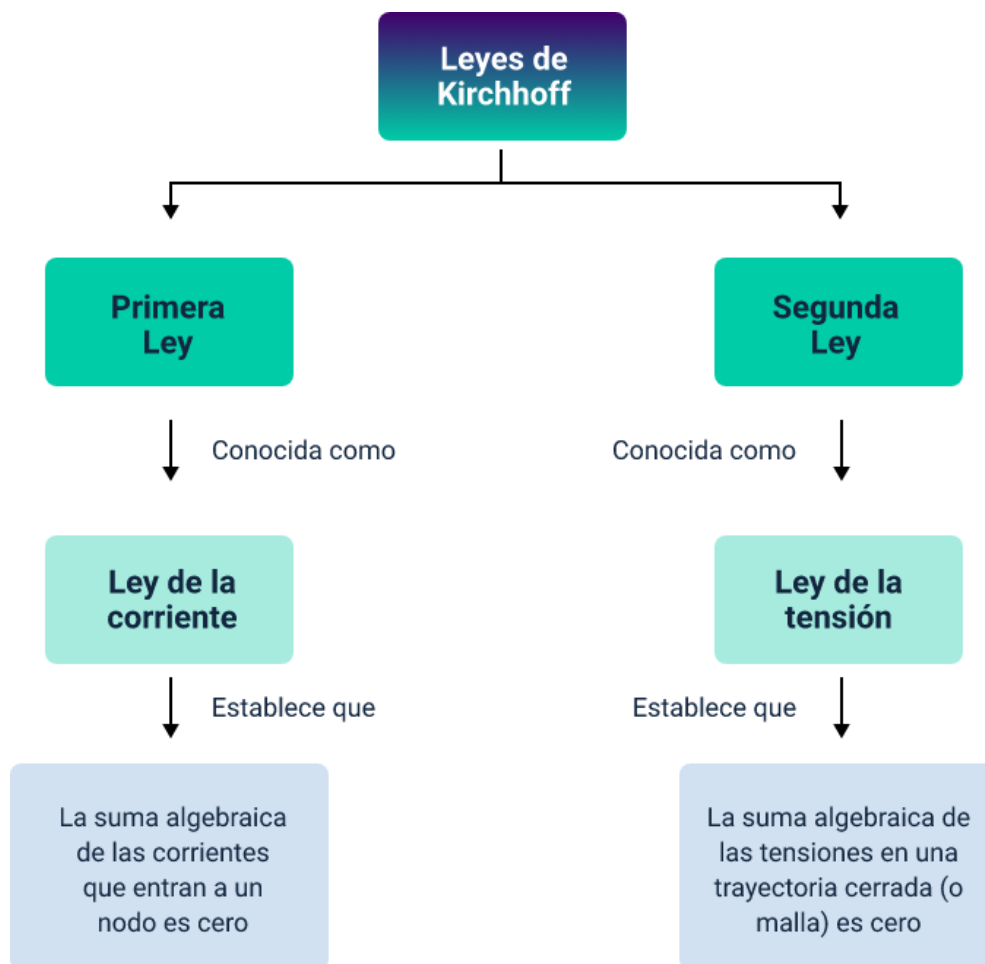 Leyes de
Kirchhoff
Primera
Ley
Segunda
Ley
Conocida como
Conocida como
Ley de la
corriente
Ley de la
tensión
Establece que
Establece que
La suma algebraica
de las corrientes
que entran a un
nodo es cero
La suma algebraica de
las tensiones en una
trayectoria cerrada (o
malla) es cero